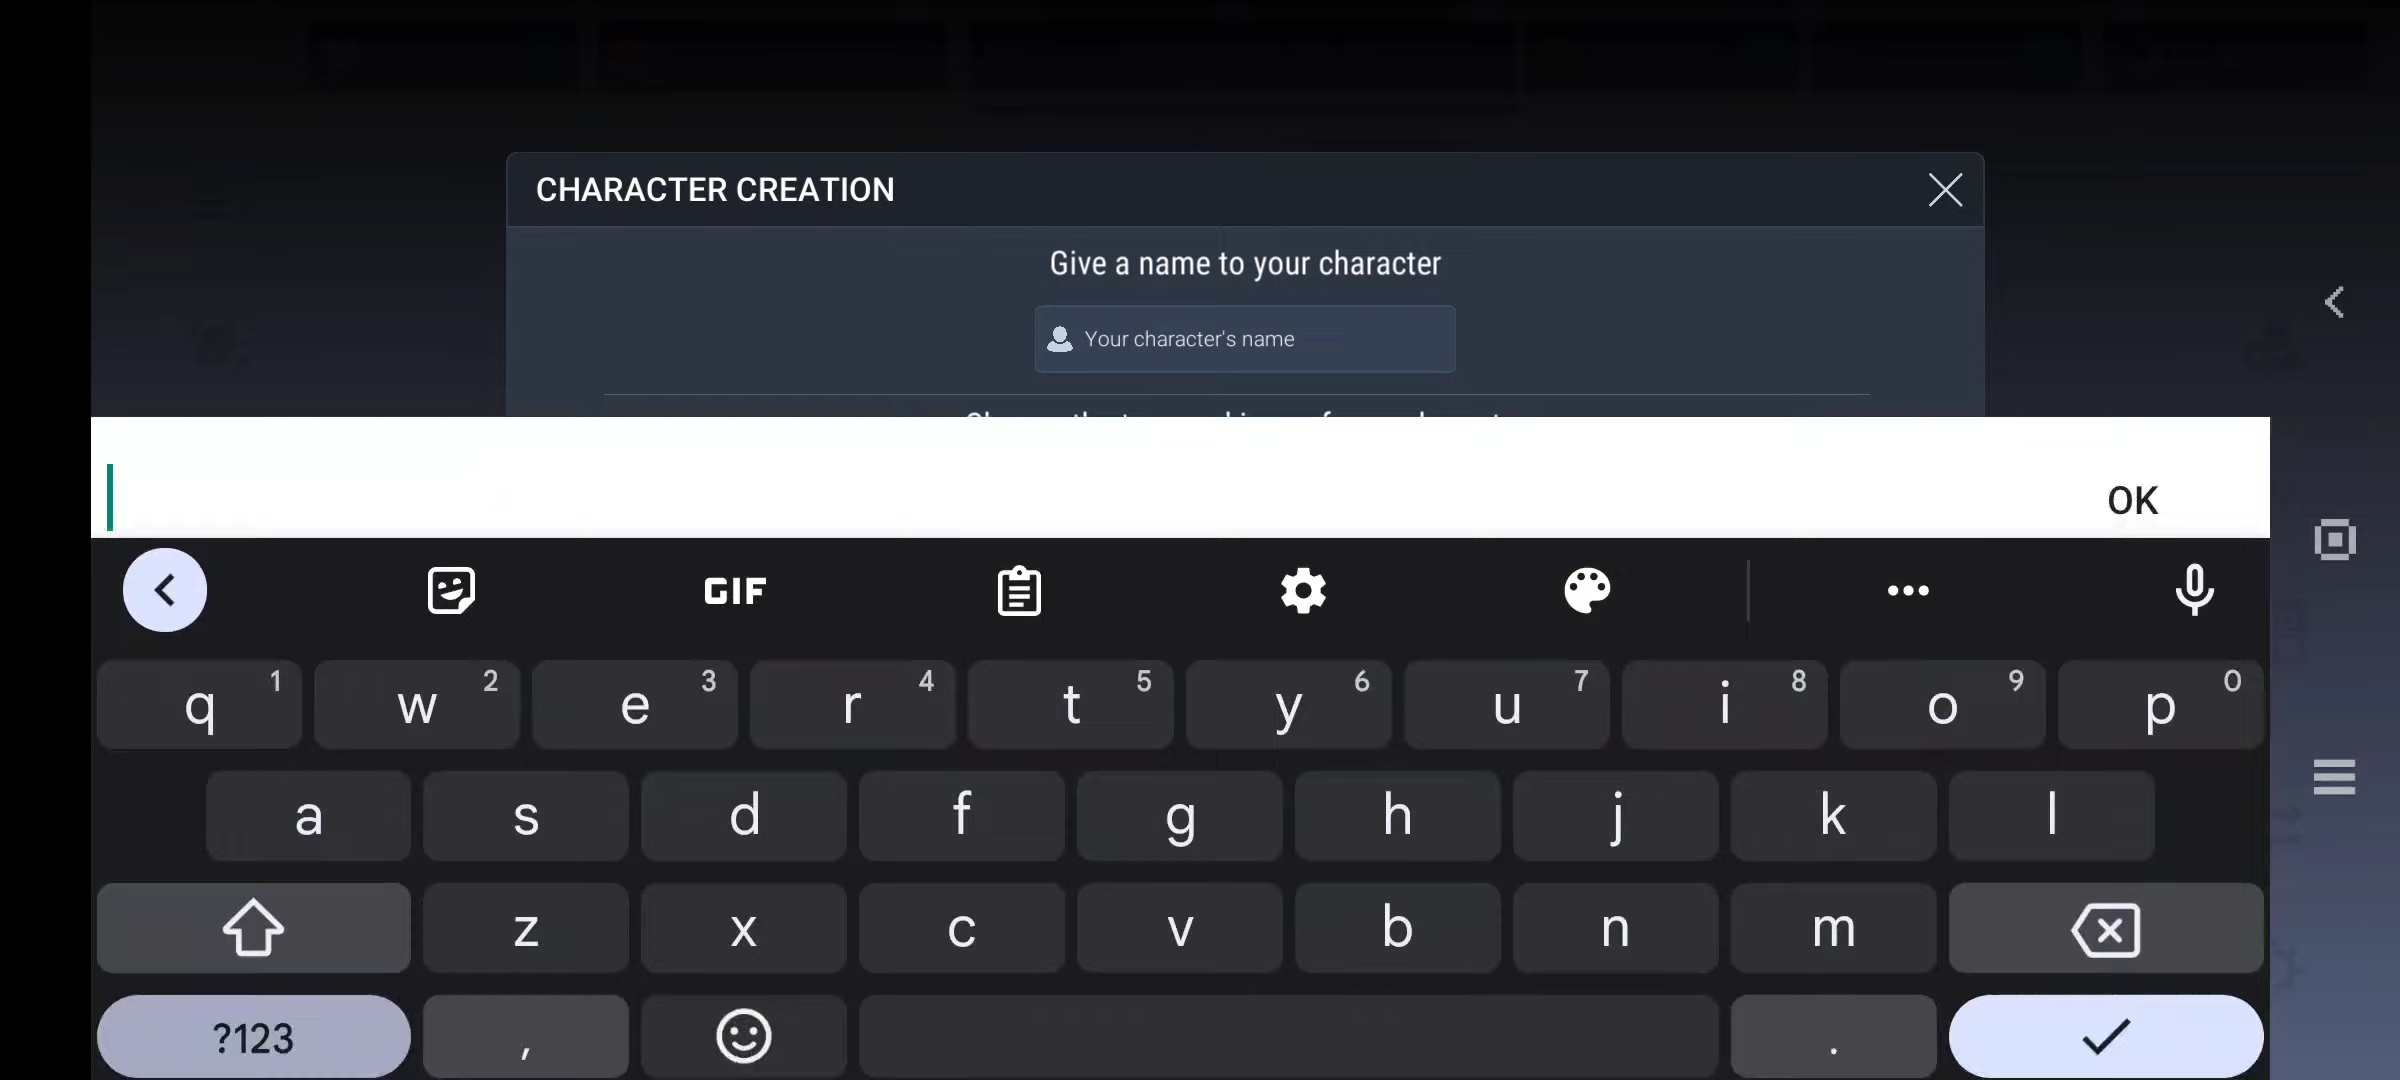 CHARACTER CREATION
Give a name to your character
Your character's name
OK
GIF
q 1 w 2 e 3 r 4 t 5 y 6 u 7 i 8 o 9 p 0
a s d f g h j k l
z x c v b n m
?123 , .